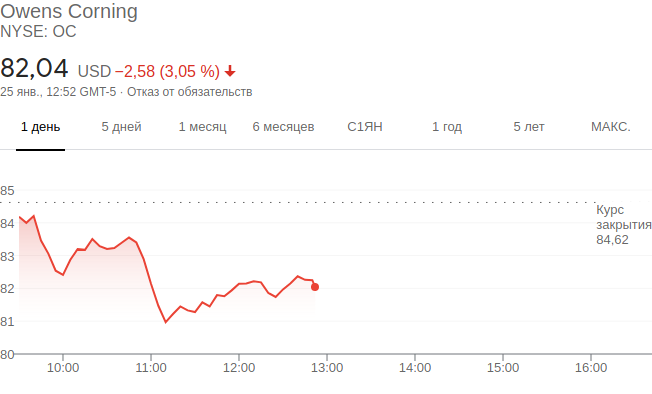 Owens Corning
NYSE: OC
82,04 USD −2,58 (3,05 %)
25 янв., 12:52 GMT-5 · Отказ от обязательств
1 день 5 дней 1 месяц 6 месяцев С1ЯН 1 год 5 лет МАКС.
85
Курс
84
закрытия
84,62
83
82
81
80
10:00 11:00 12:00 13:00 14:00 15:00 16:00